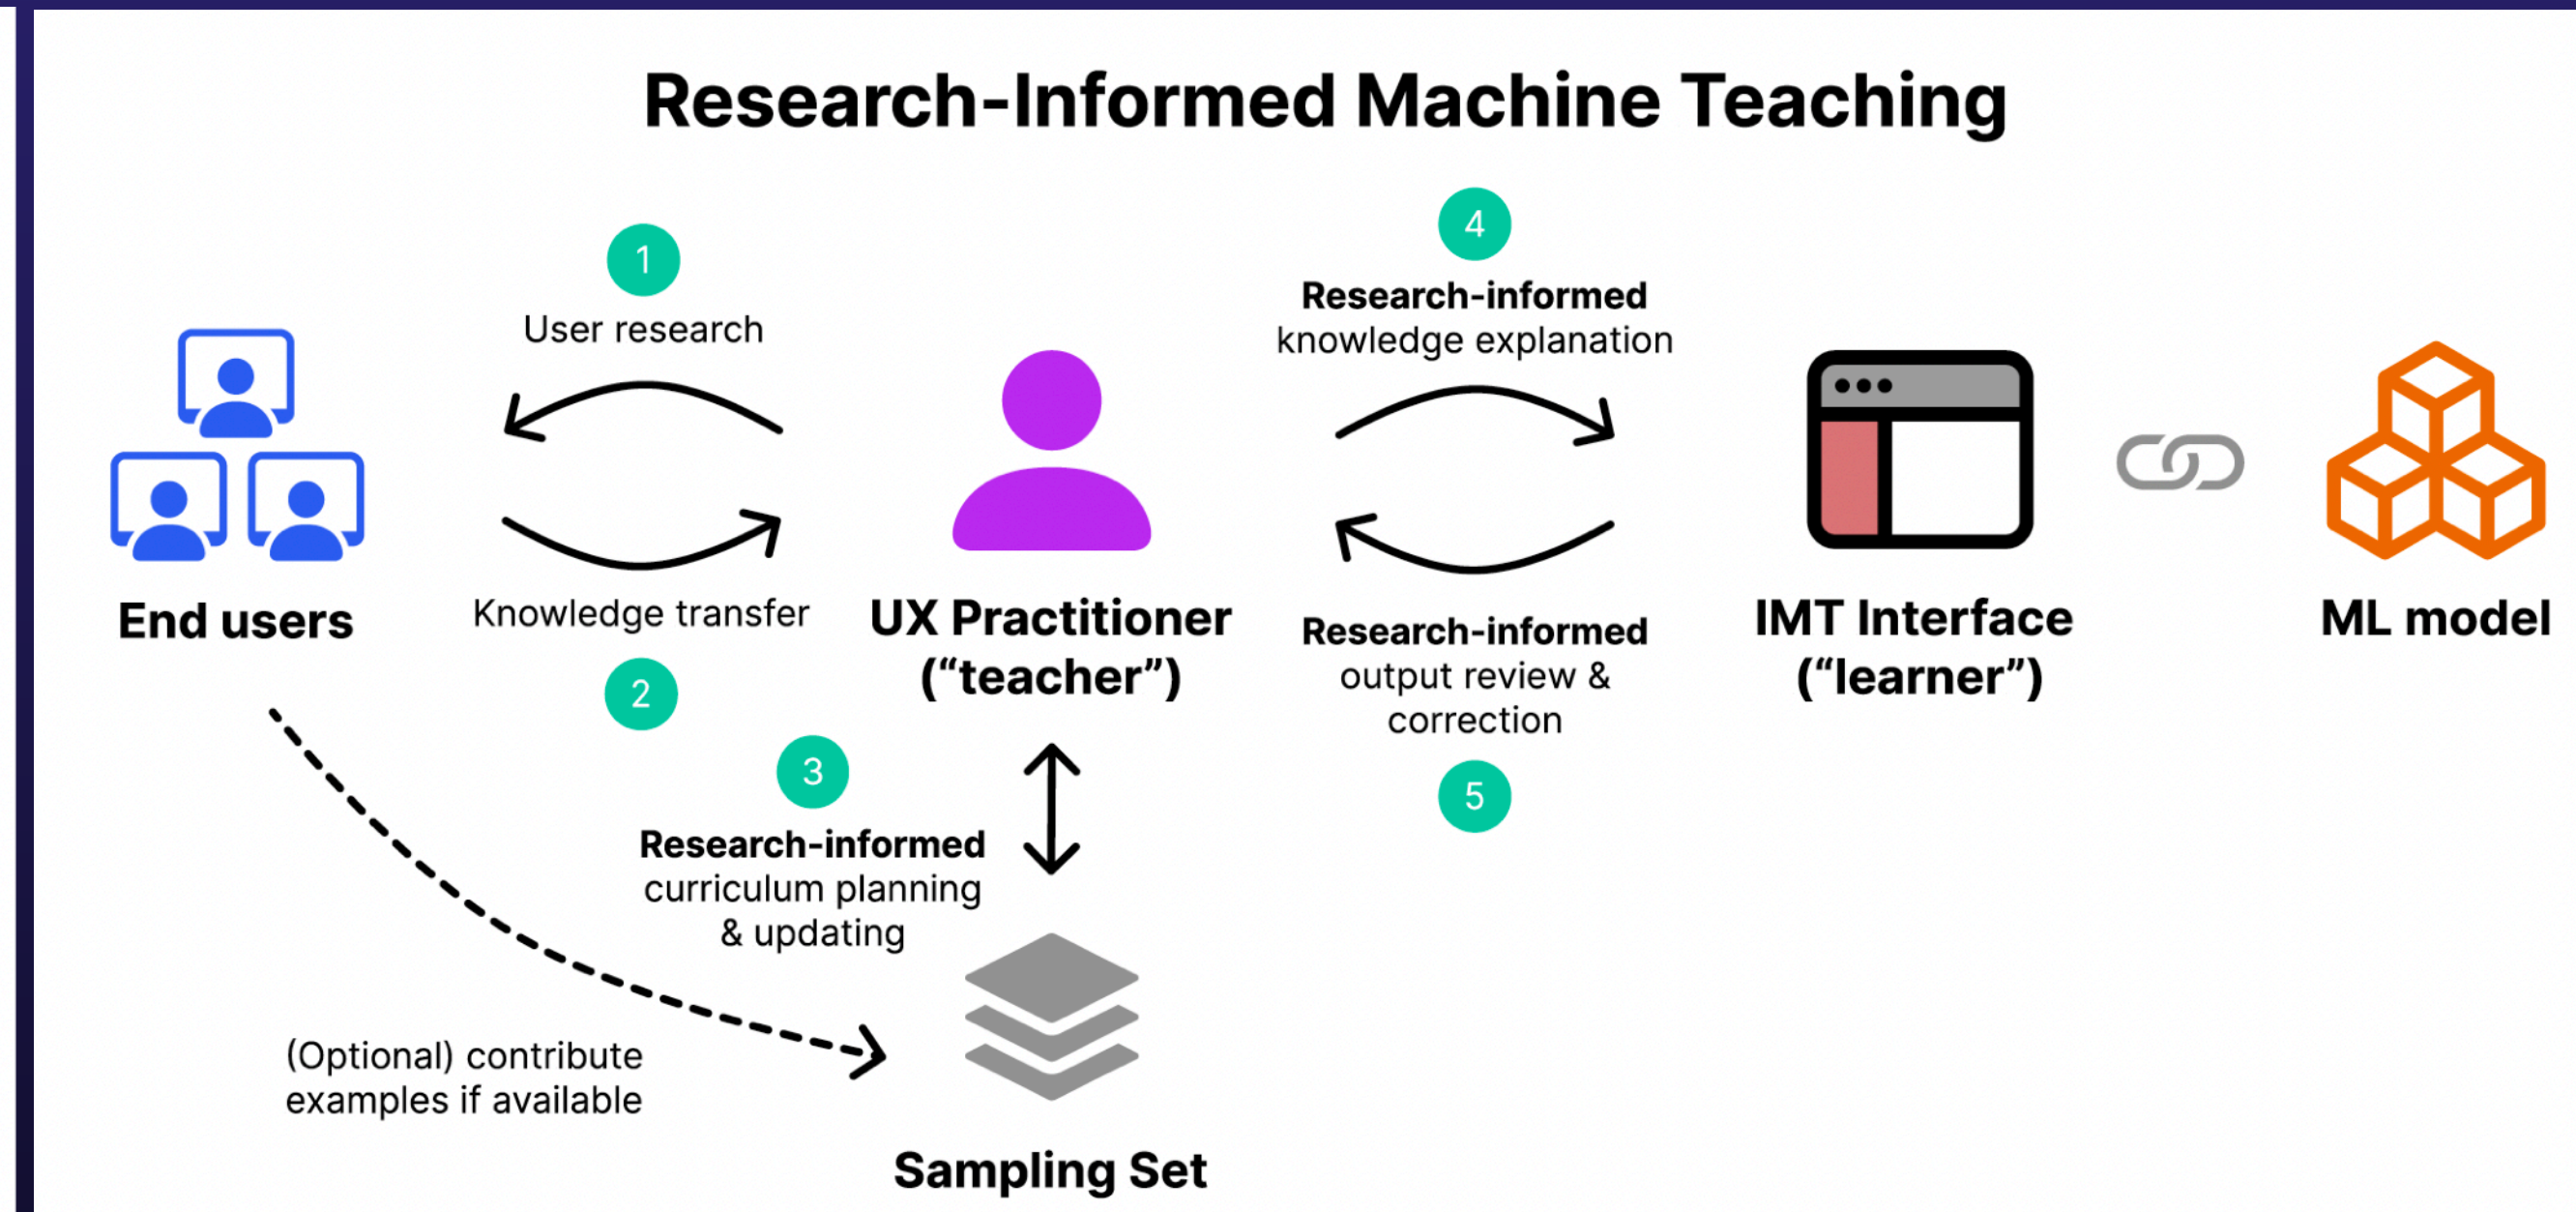 Research-Informed Machine Teaching
1
User research
Knowledge transfer
2
End users
UX Practitioner
(“teacher”)
3
Research-informed
curriculum planning
& updating
(Optional) contribute
examples if available
Sampling Set
4
Research-informed
knowledge explanation
Research-informed
output review &
correction
5
IMT Interface
(“learner”)
ML model